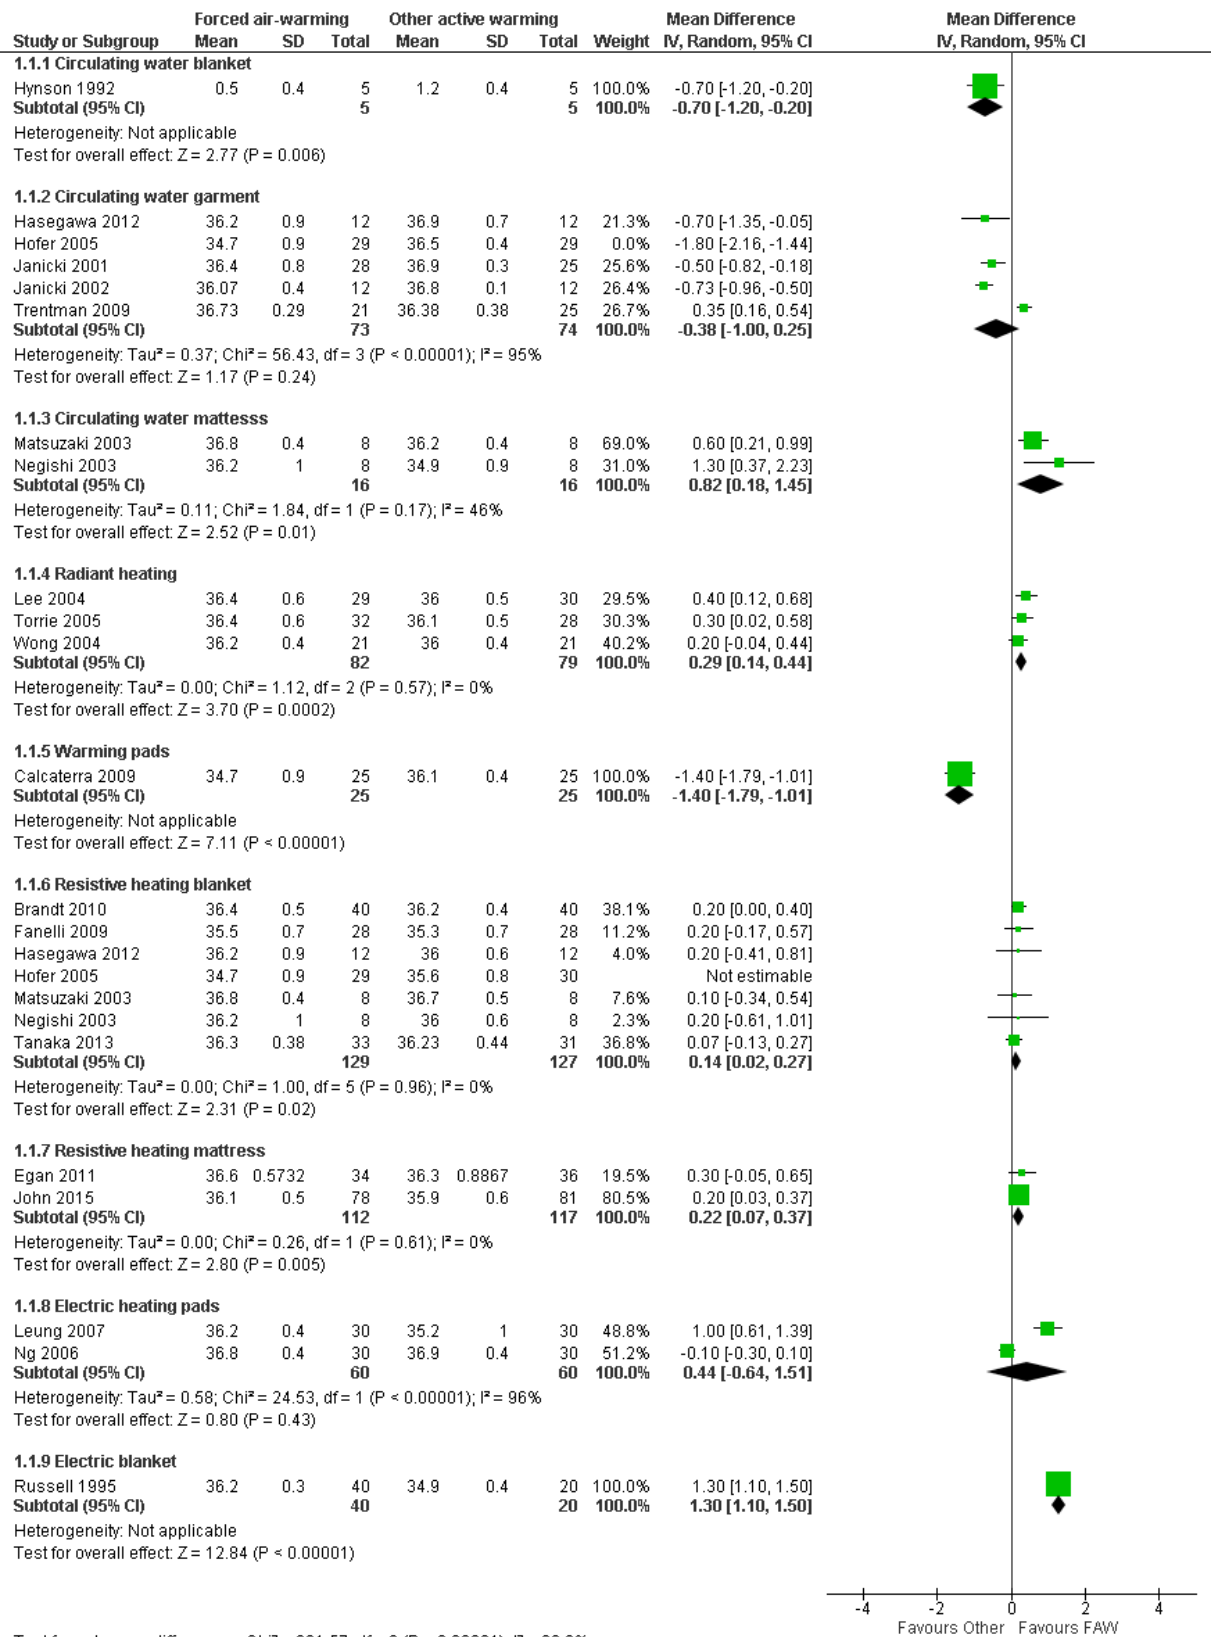 Forced air-warming Other active warming Mean Difference Mean Difference
Study or Subgroup Mean SD Total Mean SD Total Weight IV, Random, 95% CI IV, Random, 95% CI
1.1.1 Circulating water blanket
Hynson 1992 0.5 0.4 5 1.2 0.4 5 100.0% -0.70 [-1.20, -0.20]
Subtotal (95% CI) 5 5 100.0% -0.70 [-1.20, -0.20]
Heterogeneity: Not applicable
Test for overall effect: Z = 2.77 (P = 0.006)
1.1.2 Circulating water garment
Hasegawa 2012 36.2 0.9 12 36.9 0.7 12 21.3% -0.70 [-1.35, -0.05]
Hofer 2005 34.7 0.9 29 36.5 0.4 29 0.0% -1.80 [-2.16, -1.44]
Janicki 2001 36.4 0.8 28 36.9 0.3 25 25.6% -0.50 [-0.82, -0.18]
Janicki 2002 36.07 0.4 12 36.8 0.1 12 26.4% -0.73 [-0.96, -0.50]
Trentman 2009 36.73 0.29 21 36.38 0.38 25 26.7% 0.35 [0.16, 0.54]
Subtotal (95% CI) 73 74 100.0% -0.38 [-1.00, 0.25]
Heterogeneity: Tau² = 0.37; Chi² = 56.43, df = 3 (P < 0.00001); I² = 95%
Test for overall effect: Z = 1.17 (P = 0.24)
1.1.3 Circulating water mattesss
Matsuzaki 2003 36.8 0.4 8 36.2 0.4 8 69.0% 0.60 [0.21, 0.99]
Negishi 2003 36.2 1 8 34.9 0.9 8 31.0% 1.30 [0.37, 2.23]
Subtotal (95% CI) 16 16 100.0% 0.82 [0.18, 1.45]
Heterogeneity: Tau² = 0.11; Chi² = 1.84, df = 1 (P = 0.17); I² = 46%
Test for overall effect: Z = 2.52 (P = 0.01)
1.1.4 Radiant heating
Lee 2004 36.4 0.6 29 36 0.5 30 29.5% 0.40 [0.12, 0.68]
Torrie 2005 36.4 0.6 32 36.1 0.5 28 30.3% 0.30 [0.02, 0.58]
Wong 2004 36.2 0.4 21 36 0.4 21 40.2% 0.20 [-0.04, 0.44]
Subtotal (95% CI) 82 79 100.0% 0.29 [0.14, 0.44]
Heterogeneity: Tau² = 0.00; Chi² = 1.12, df = 2 (P = 0.57); I² = 0%
Test for overall effect: Z = 3.70 (P = 0.0002)
1.1.5 Warming pads
Calcaterra 2009 34.7 0.9 25 36.1 0.4 25 100.0% -1.40 [-1.79, -1.01]
Subtotal (95% CI) 25 25 100.0% -1.40 [-1.79, -1.01]
Heterogeneity: Not applicable
Test for overall effect: Z = 7.11 (P < 0.00001)
1.1.6 Resistive heating blanket
Brandt 2010 36.4 0.5 40 36.2 0.4 40 38.1% 0.20 [0.00, 0.40]
Fanelli 2009 35.5 0.7 28 35.3 0.7 28 11.2% 0.20 [-0.17, 0.57]
Hasegawa 2012 36.2 0.9 12 36 0.6 12 4.0% 0.20 [-0.41, 0.81]
Hofer 2005 34.7 0.9 29 35.6 0.8 30 Not estimable
Matsuzaki 2003 36.8 0.4 8 36.7 0.5 8 7.6% 0.10 [-0.34, 0.54]
Negishi 2003 36.2 1 8 36 0.6 8 2.3% 0.20 [-0.61, 1.01]
Tanaka 2013 36.3 0.38 33 36.23 0.44 31 36.8% 0.07 [-0.13, 0.27]
Subtotal (95% CI) 129 127 100.0% 0.14 [0.02, 0.27]
Heterogeneity: Tau² = 0.00; Chi² = 1.00, df = 5 (P = 0.96); I² = 0%
Test for overall effect: Z = 2.31 (P = 0.02)
1.1.7 Resistive heating mattress
Egan 2011 36.6 0.5732 34 36.3 0.8867 36 19.5% 0.30 [-0.05, 0.65]
John 2015 36.1 0.5 78 35.9 0.6 81 80.5% 0.20 [0.03, 0.37]
Subtotal (95% CI) 112 117 100.0% 0.22 [0.07, 0.37]
Heterogeneity: Tau² = 0.00; Chi² = 0.26, df = 1 (P = 0.61); I² = 0%
Test for overall effect: Z = 2.80 (P = 0.005)
1.1.8 Electric heating pads
Leung 2007 36.2 0.4 30 35.2 1 30 48.8% 1.00 [0.61, 1.39]
Ng 2006 36.8 0.4 30 36.9 0.4 30 51.2% -0.10 [-0.30, 0.10]
Subtotal (95% CI) 60 60 100.0% 0.44 [-0.64, 1.51]
Heterogeneity: Tau² = 0.58; Chi² = 24.53, df = 1 (P < 0.00001); I² = 96%
Test for overall effect: Z = 0.80 (P = 0.43)
1.1.9 Electric blanket
Russell 1995 36.2 0.3 40 34.9 0.4 20 100.0% 1.30 [1.10, 1.50]
Subtotal (95% CI) 40 20 100.0% 1.30 [1.10, 1.50]
Heterogeneity: Not applicable
Test for overall effect: Z = 12.84 (P < 0.00001)
-4 -2 0 2 4
Favours Other Favours FAW